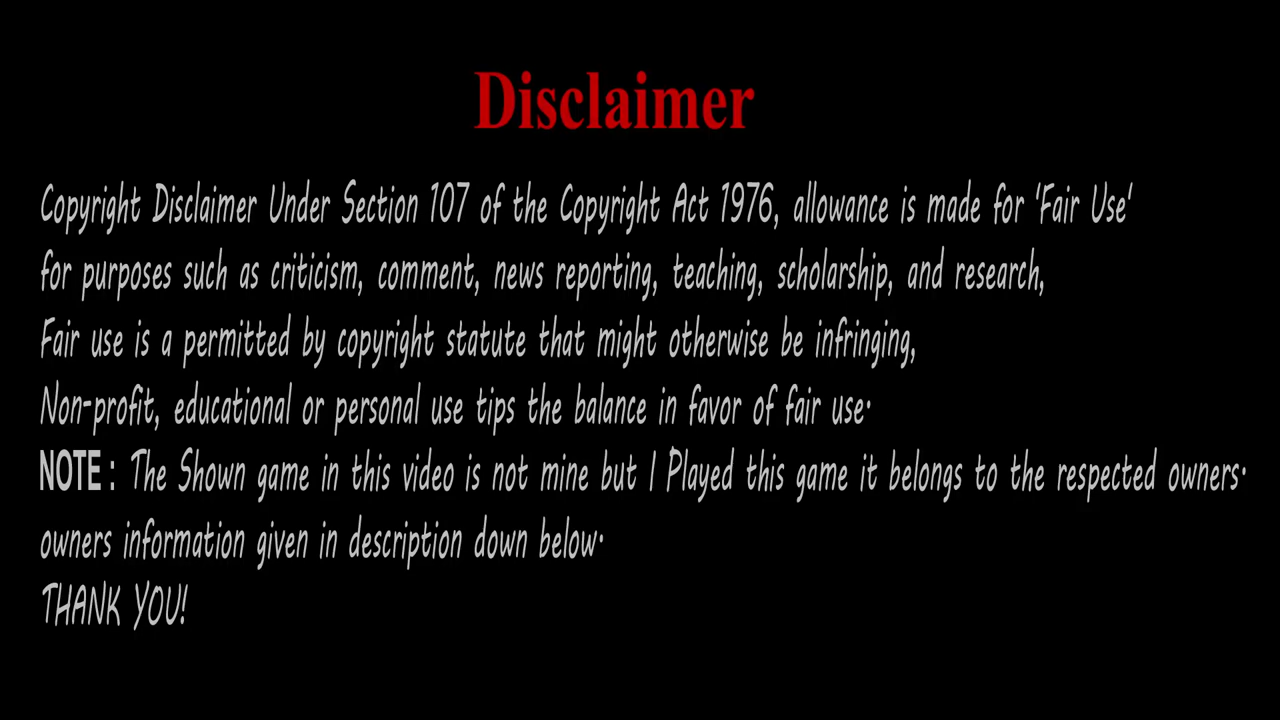 Disclaimer
Copyright Disclaimer Under Section 107 of the Copyright Act 1976, allowance is made for 'Fair Use'
for purposes such as criticism, comment, news reporting, teaching, scholarship, and research,
Fair use is a permitted by copyright statute that might otherwise be infringing,
Non-profit, educational or personal use tips the balance in favor of fair use.
NOTE : The Shown game in this video is not mine but I Played this game it belongs to the respected owners.
owners information given in description down below.
THANK YOU!